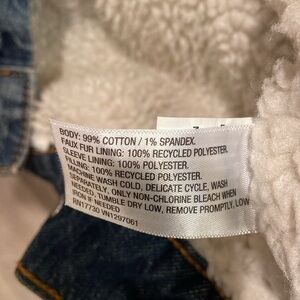 BODY: 99% COTTON / 1% SPANDEX.
FAUX FUR LINING: 100% RECYCLED POLYESTER.
SLEEVE LINING: 100% POLYESTER.
FILLING: 100% RECYCLED POLYESTER.
MACHINE WASH COLD, DELICATE CYCLE, WASH
SEPARATELY, ONLY NON-CHLORINE BLEACH WHEN
NEEDED, TUMBLE DRY LOW, REMOVE PROMPTLY, LOW
IRON IF NEEDED
RN17730 VN1297061